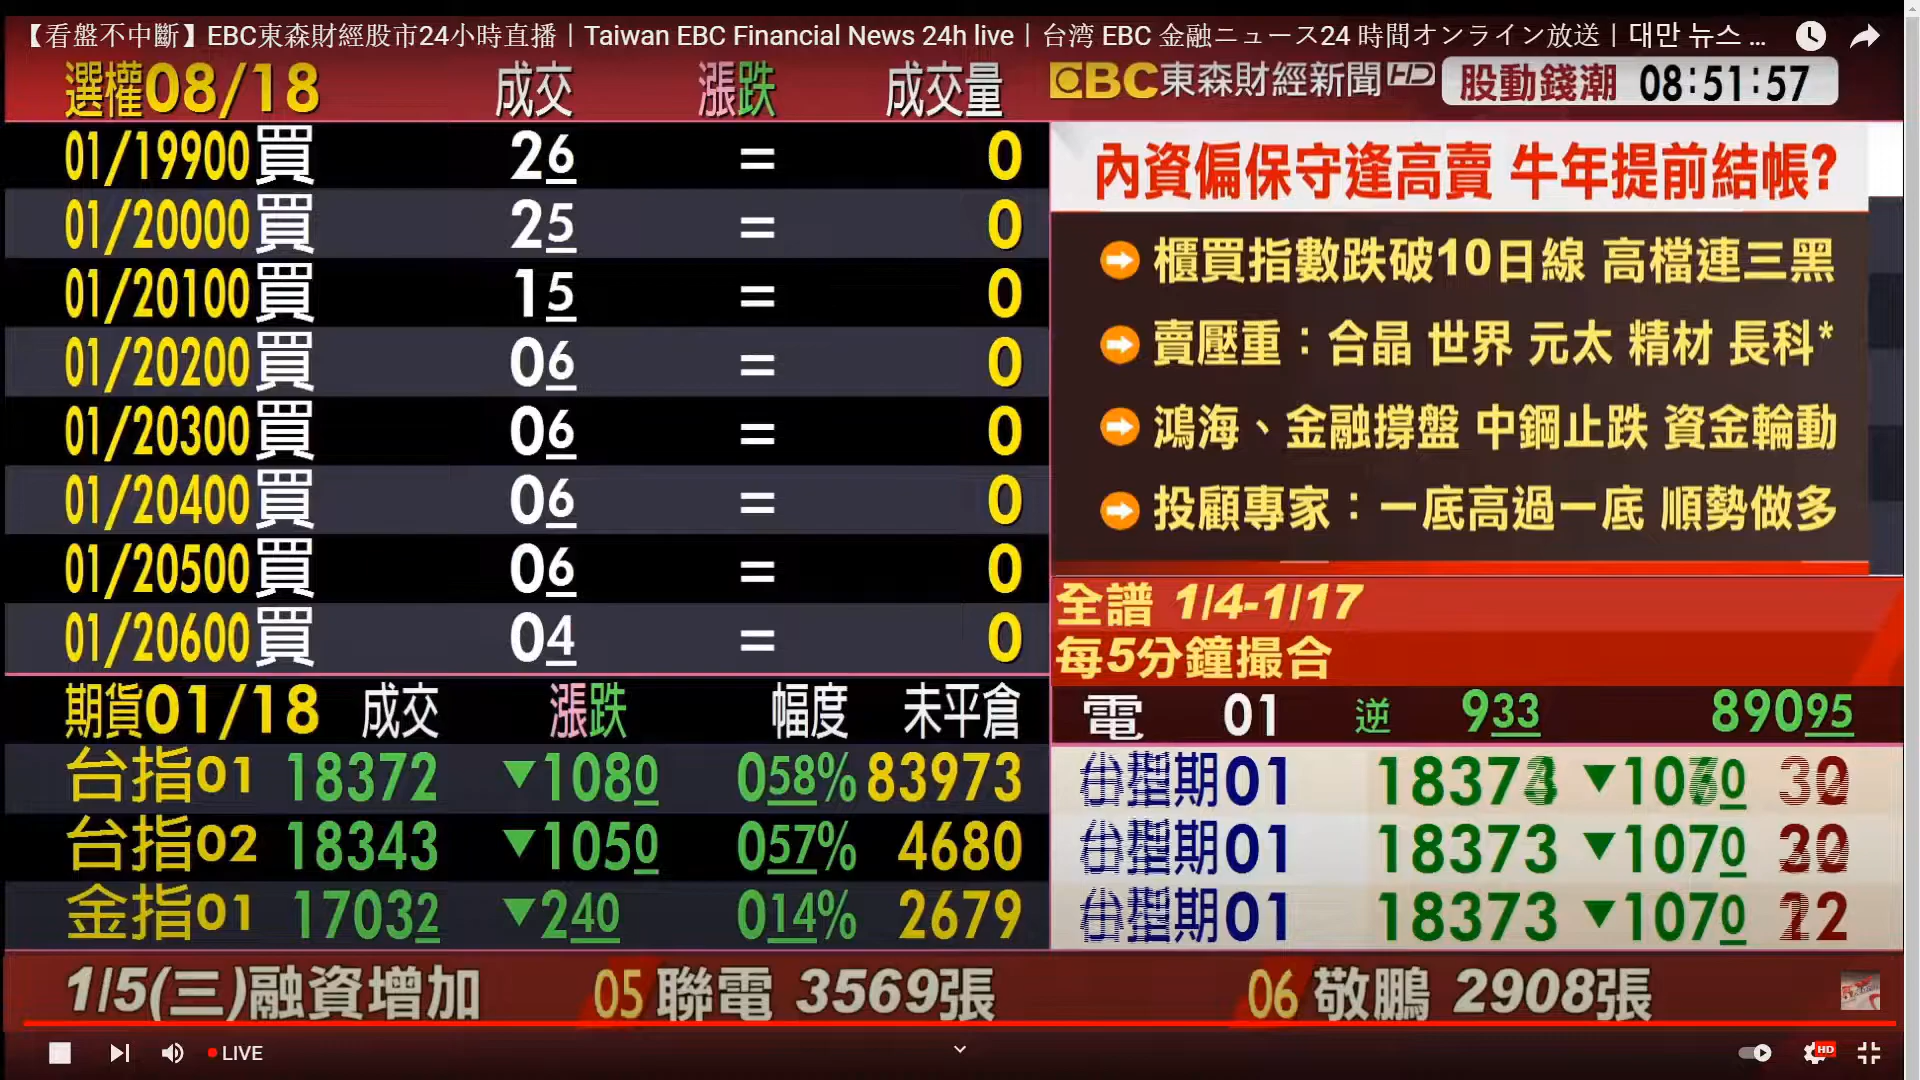 【看盤不中斷】EBC東森財經股市24小時直播｜Taiwan EBC Financial News 24h live｜台湾 EBC 金融ニュース24 時間オンライン放送｜대만 뉴스 ...
選權08/18 成交 漲跌 成交量
01/19900買 26 = 0
01/20000買 25 = 0
01/20100買 15 = 0
01/20200買 06 = 0
01/20300買 06 = 0
01/20400買 06 = 0
01/20500買 06 = 0
01/20600買 04 = 0
期貨01/18 成交 漲跌 幅度 未平倉
台指01 18372 ▼1080 058% 83973
台指02 18343 ▼1050 057% 4680
金指01 17032 ▼240 014% 2679
EBC東森財經新聞HD 股動錢潮 08:51:57
內資偏保守逢高賣 牛年提前結帳?
櫃買指數跌破10日線 高檔連三黑
賣壓重：合晶 世界 元太 精材 長科*
鴻海、金融撐盤 中鋼止跌 資金輪動
投顧專家：一底高過一底 順勢做多
全譜 1/4-1/17
每5分鐘撮合
電 01 逆 933 89095
期01
期01 18373 ▼1070
期01 18373 ▼1070
1/5(三)融資增加 05 聯電 3569張 06 敬鵬 2908張
LIVE
HD